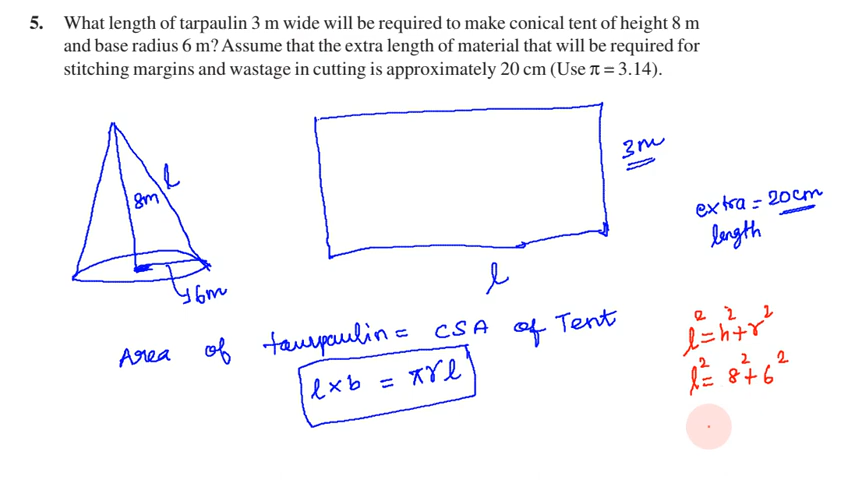 5. What length of tarpaulin 3 m wide will be required to make conical tent of height 8 m
and base radius 6 m? Assume that the extra length of material that will be required for
stitching margins and wastage in cutting is approximately 20 cm (Use π = 3.14).
l
8m
6m
3m
l
extra = 20cm
length
Area of taurpaulin = CSA of Tent
l × b = πrl
l² = h² + r²
l² = 8² + 6²